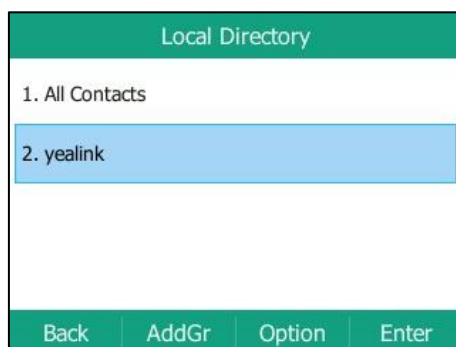 Local Directory
1. All Contacts
2. yealink
Back AddGr Option Enter